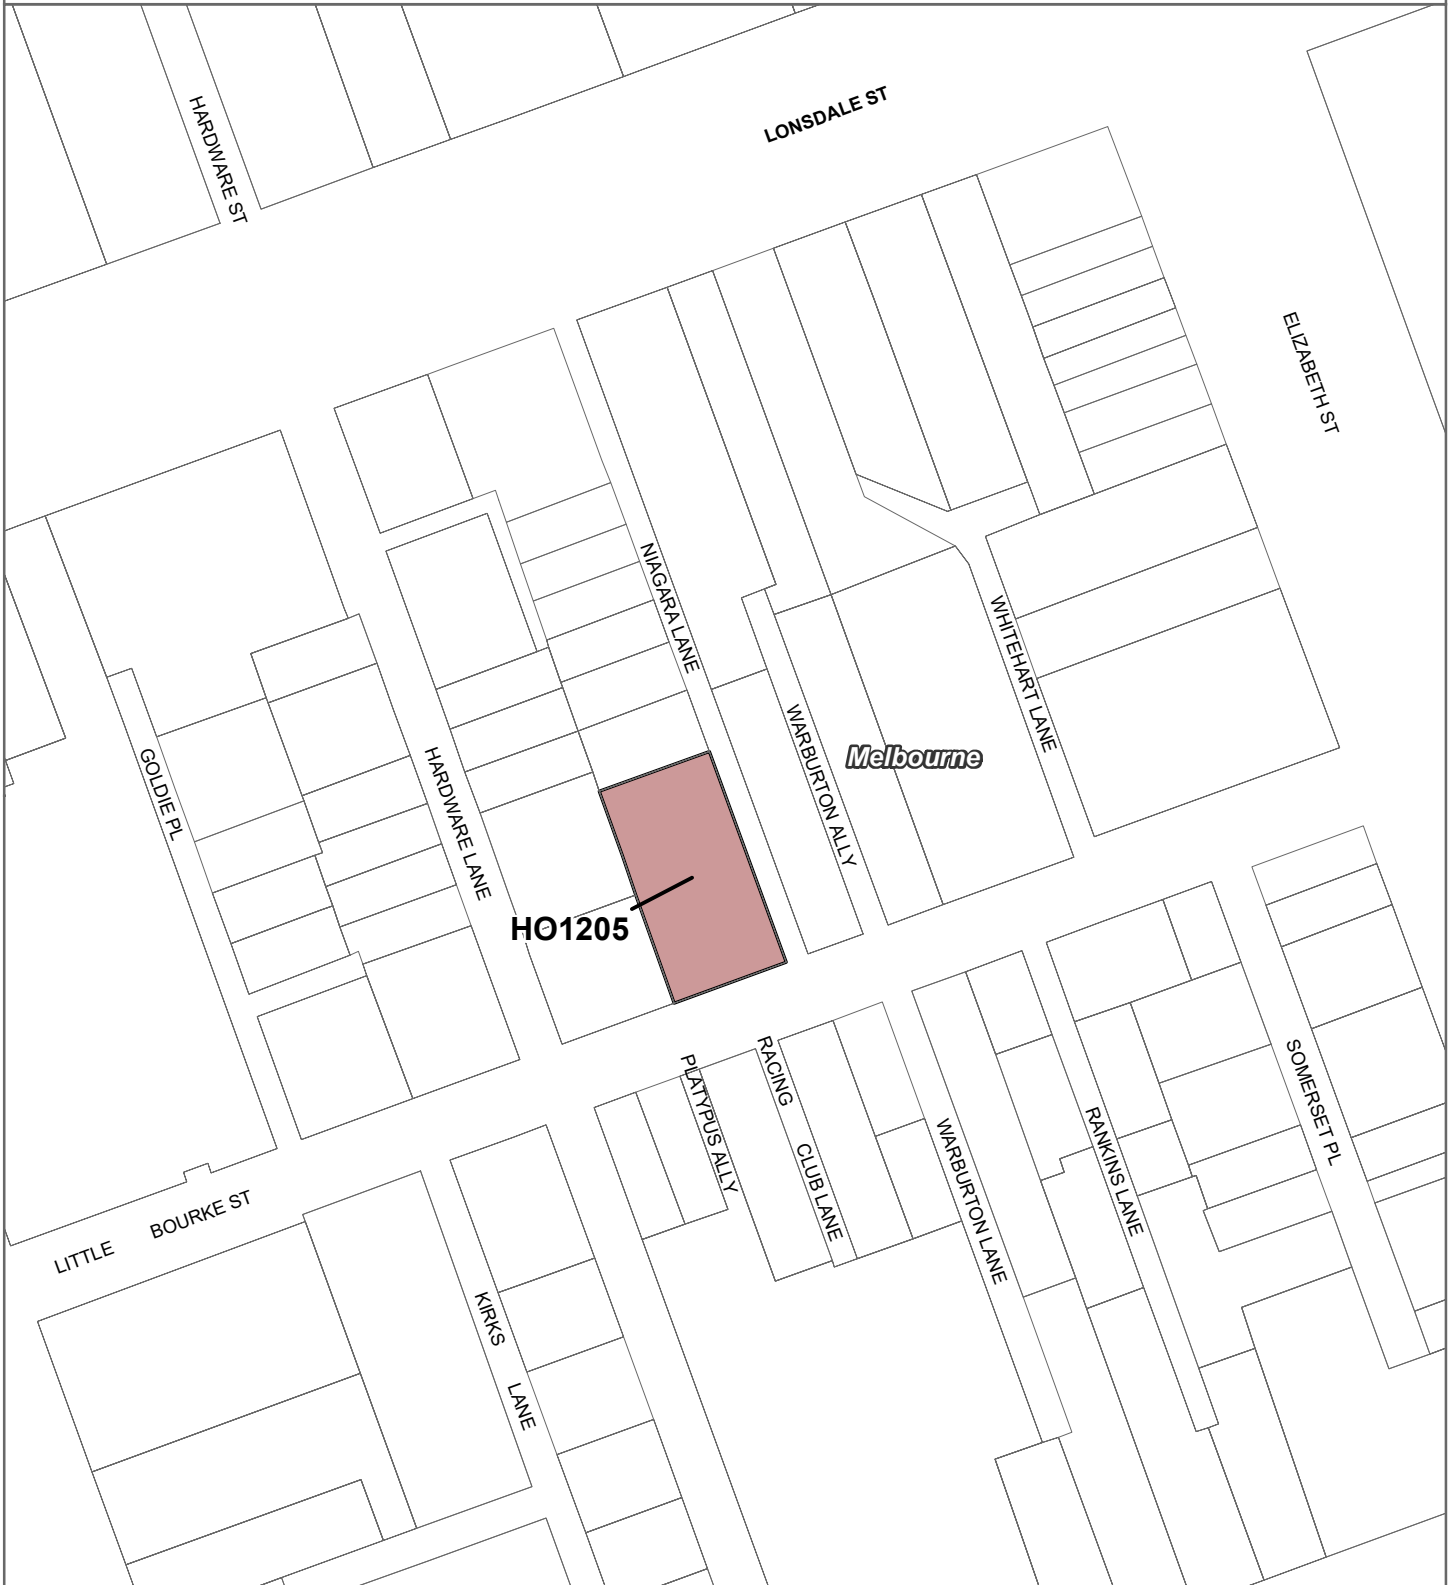 LONSDALE ST
HARDWARE ST
ELIZABETH ST
NIAGARA LANE
WHITEHART LANE
WARBURTON ALLY
Melbourne
GOLDIE PL
HARDWARE LANE
HO1205
RACING
CLUB LANE
PLATYPUS ALLY
SOMERSET PL
RANKINS LANE
WARBURTON LANE
LITTLE BOURKE ST
KIRKS
LANE